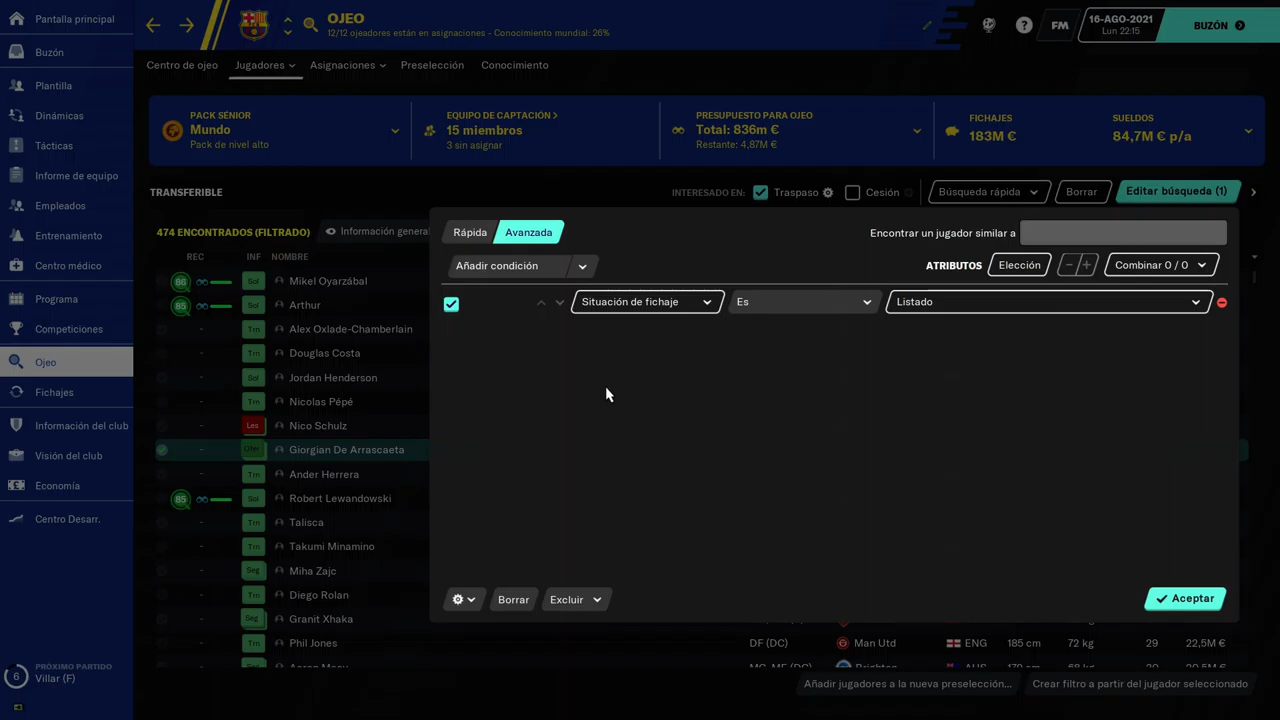 Pantalla principal
Buzón
Plantilla
Dinámicas
Tácticas
Informe de equipo
Empleados
Entrenamiento
Centro médico
Programa
Competiciones
Ojeo
Fichajes
Información del club
Visión del club
Economía
Centro Desarr.
PRÓXIMO PARTIDO
6 Villar (F)
OJEO
12/12 ojeadores están en asignaciones - Conocimiento mundial: 26%
? FM 16-AGO-2021
Lun 22:15
BUZÓN
Centro de ojeo Jugadores Asignaciones Preselección Conocimiento
PACK SÉNIOR
Mundo
Pack de nivel alto
EQUIPO DE CAPTACIÓN >
15 miembros
3 sin asignar
PRESUPUESTO PARA OJEO
Total: 836m €
Restante: 4,87M €
FICHAJES
183M €
SUELDOS
84,7M € p/a
TRANSFERIBLE
INTERESADO EN: Traspaso Cesión Búsqueda rápida Borrar Editar búsqueda (1)
474 ENCONTRADOS (FILTRADO) Información general
REC INF NOMBRE
86 Sol Mikel Oyarzábal
85 Sol Arthur
- Trn Alex Oxlade-Chamberlain
- Trn Douglas Costa
- Sol Jordan Henderson
- Trn Nicolas Pépé
- Les Nico Schulz
- Giorgian De Arrascaeta
- Trn Ander Herrera
85 Sol Robert Lewandowski
- Trn Talisca
- Trn Takumi Minamino
- Seg Miha Zajc
- Trn Diego Rolan
- Seg Granit Xhaka
- Trn Phil Jones DF (DC) Man Utd ENG 185 cm 72 kg 29 22,5M €
Rápida Avanzada
Encontrar un jugador similar a
Añadir condición
ATRIBUTOS Elección - / + Combinar 0 / 0
Situación de fichaje Es Listado
Borrar Excluir Aceptar
Añadir jugadores a la nueva preselección... Crear filtro a partir del jugador seleccionado